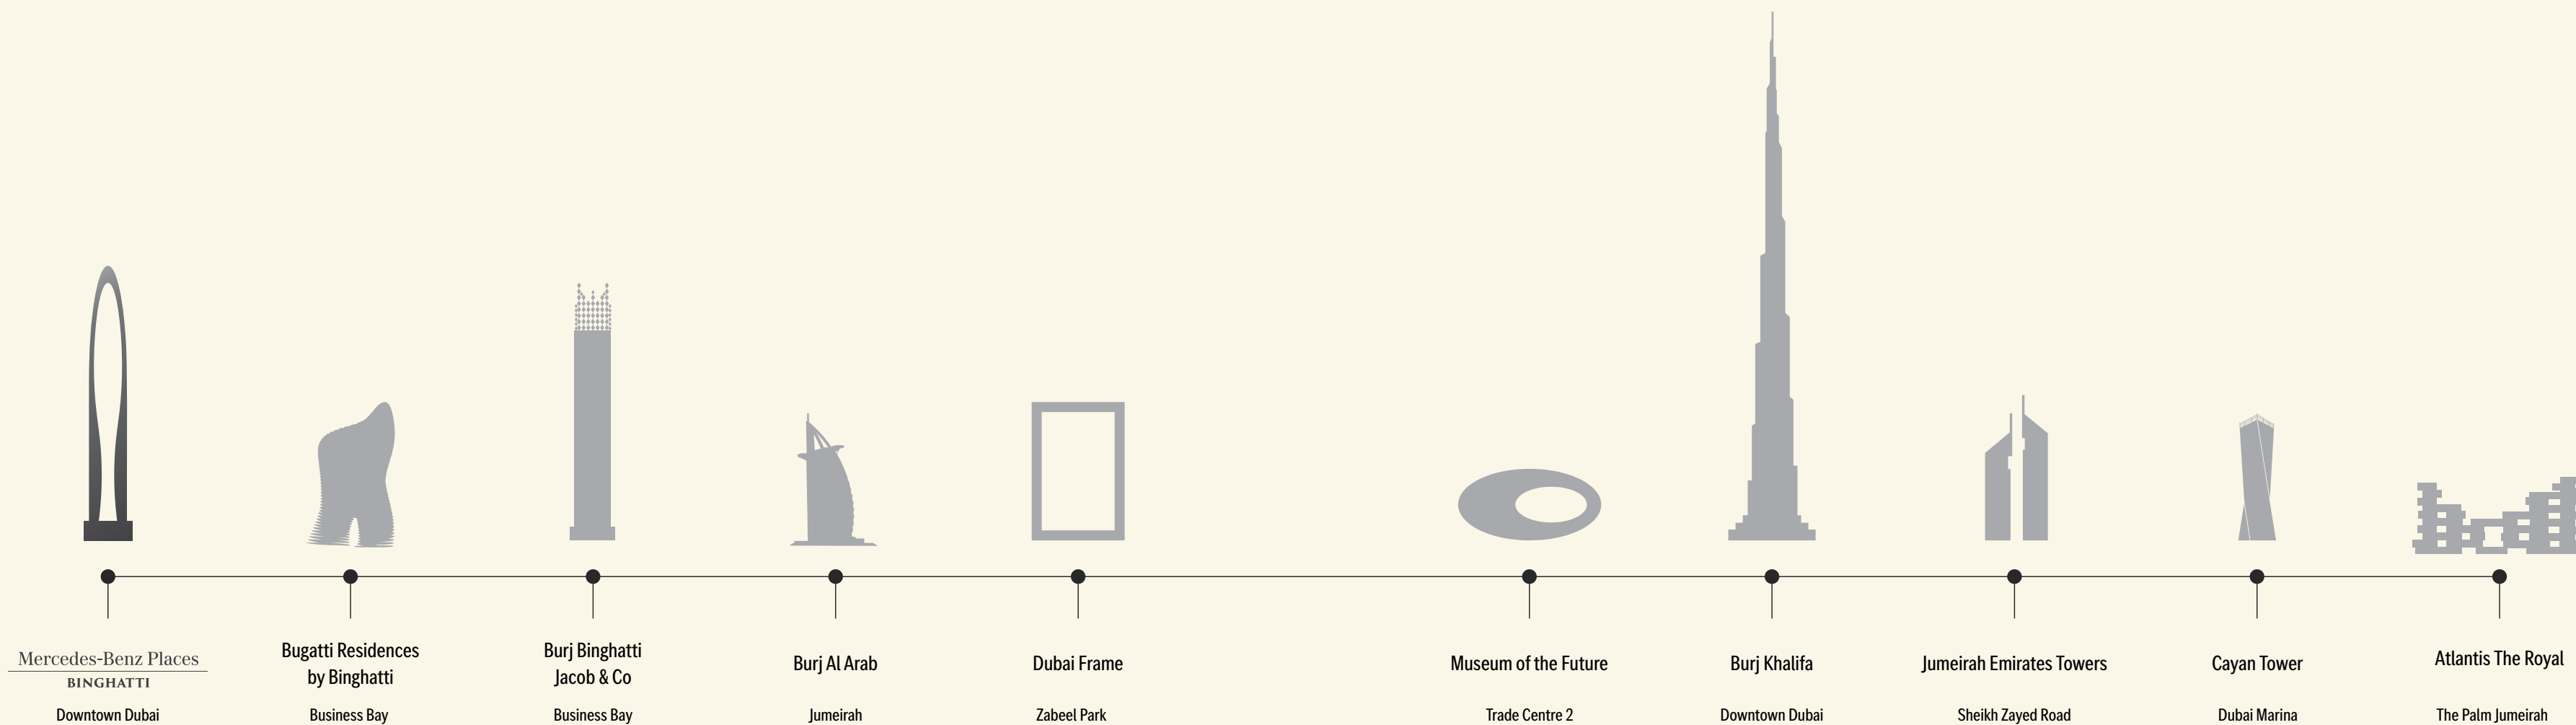 Mercedes-Benz Places
BINGHATTI
Downtown Dubai
Bugatti Residences
by Binghatti
Business Bay
Burj Binghatti
Jacob & Co
Business Bay
Burj Al Arab
Jumeirah
Dubai Frame
Zabeel Park
Museum of the Future
Trade Centre 2
Burj Khalifa
Downtown Dubai
Jumeirah Emirates Towers
Sheikh Zayed Road
Cayan Tower
Dubai Marina
Atlantis The Royal
The Palm Jumeirah